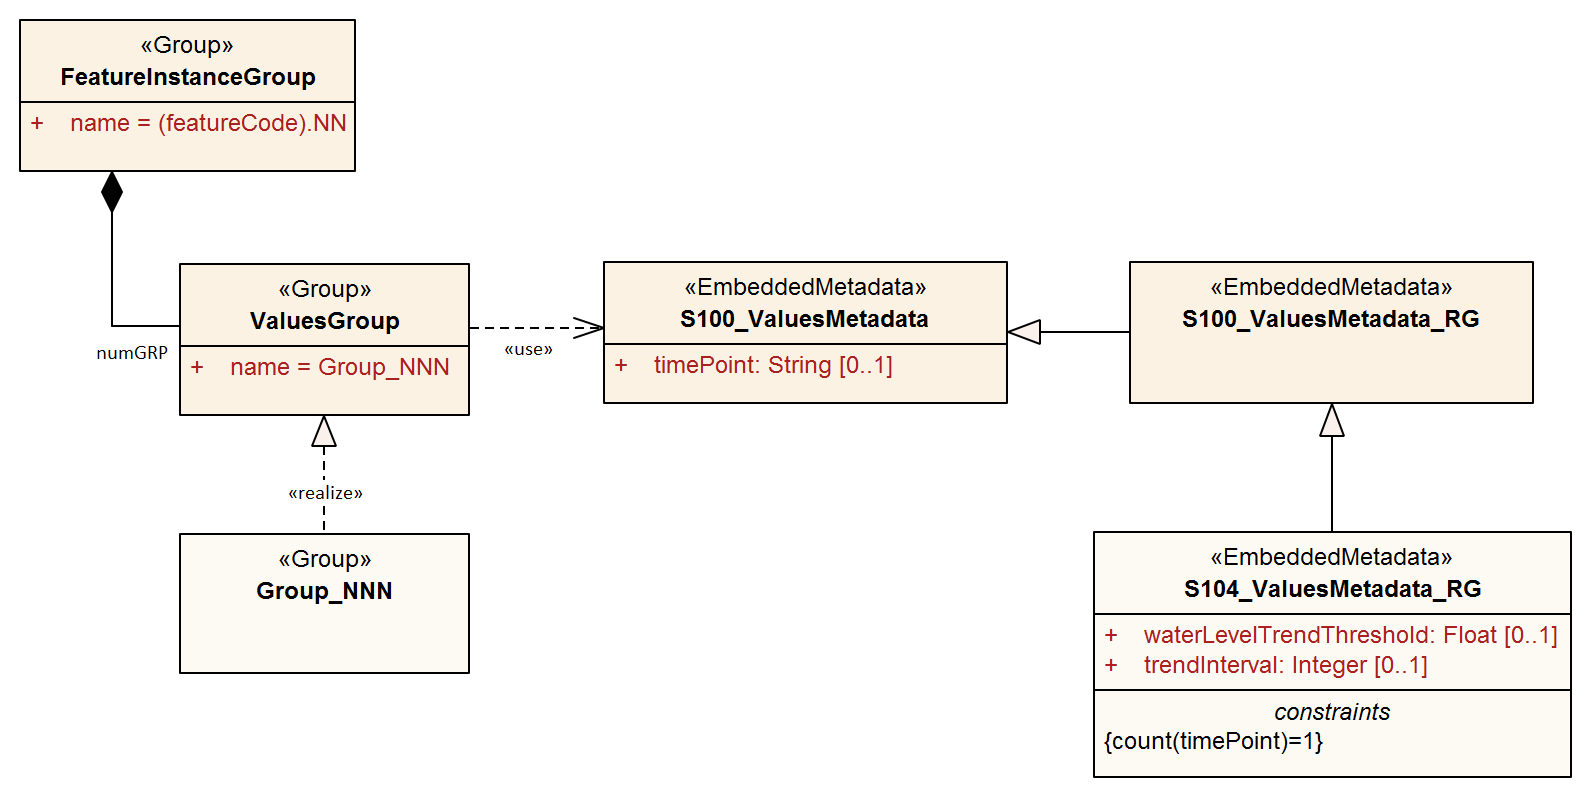 «Group»
FeatureInstanceGroup
+ name = (featureCode).NN
«Group»
ValuesGroup
+ name = Group_NNN
numGRP
«use»
«EmbeddedMetadata»
S100_ValuesMetadata
+ timePoint: String [0..1]
«EmbeddedMetadata»
S100_ValuesMetadata_RG
«realize»
«Group»
Group_NNN
«EmbeddedMetadata»
S104_ValuesMetadata_RG
+ waterLevelTrendThreshold: Float [0..1]
+ trendInterval: Integer [0..1]
constraints
{count(timePoint)=1}